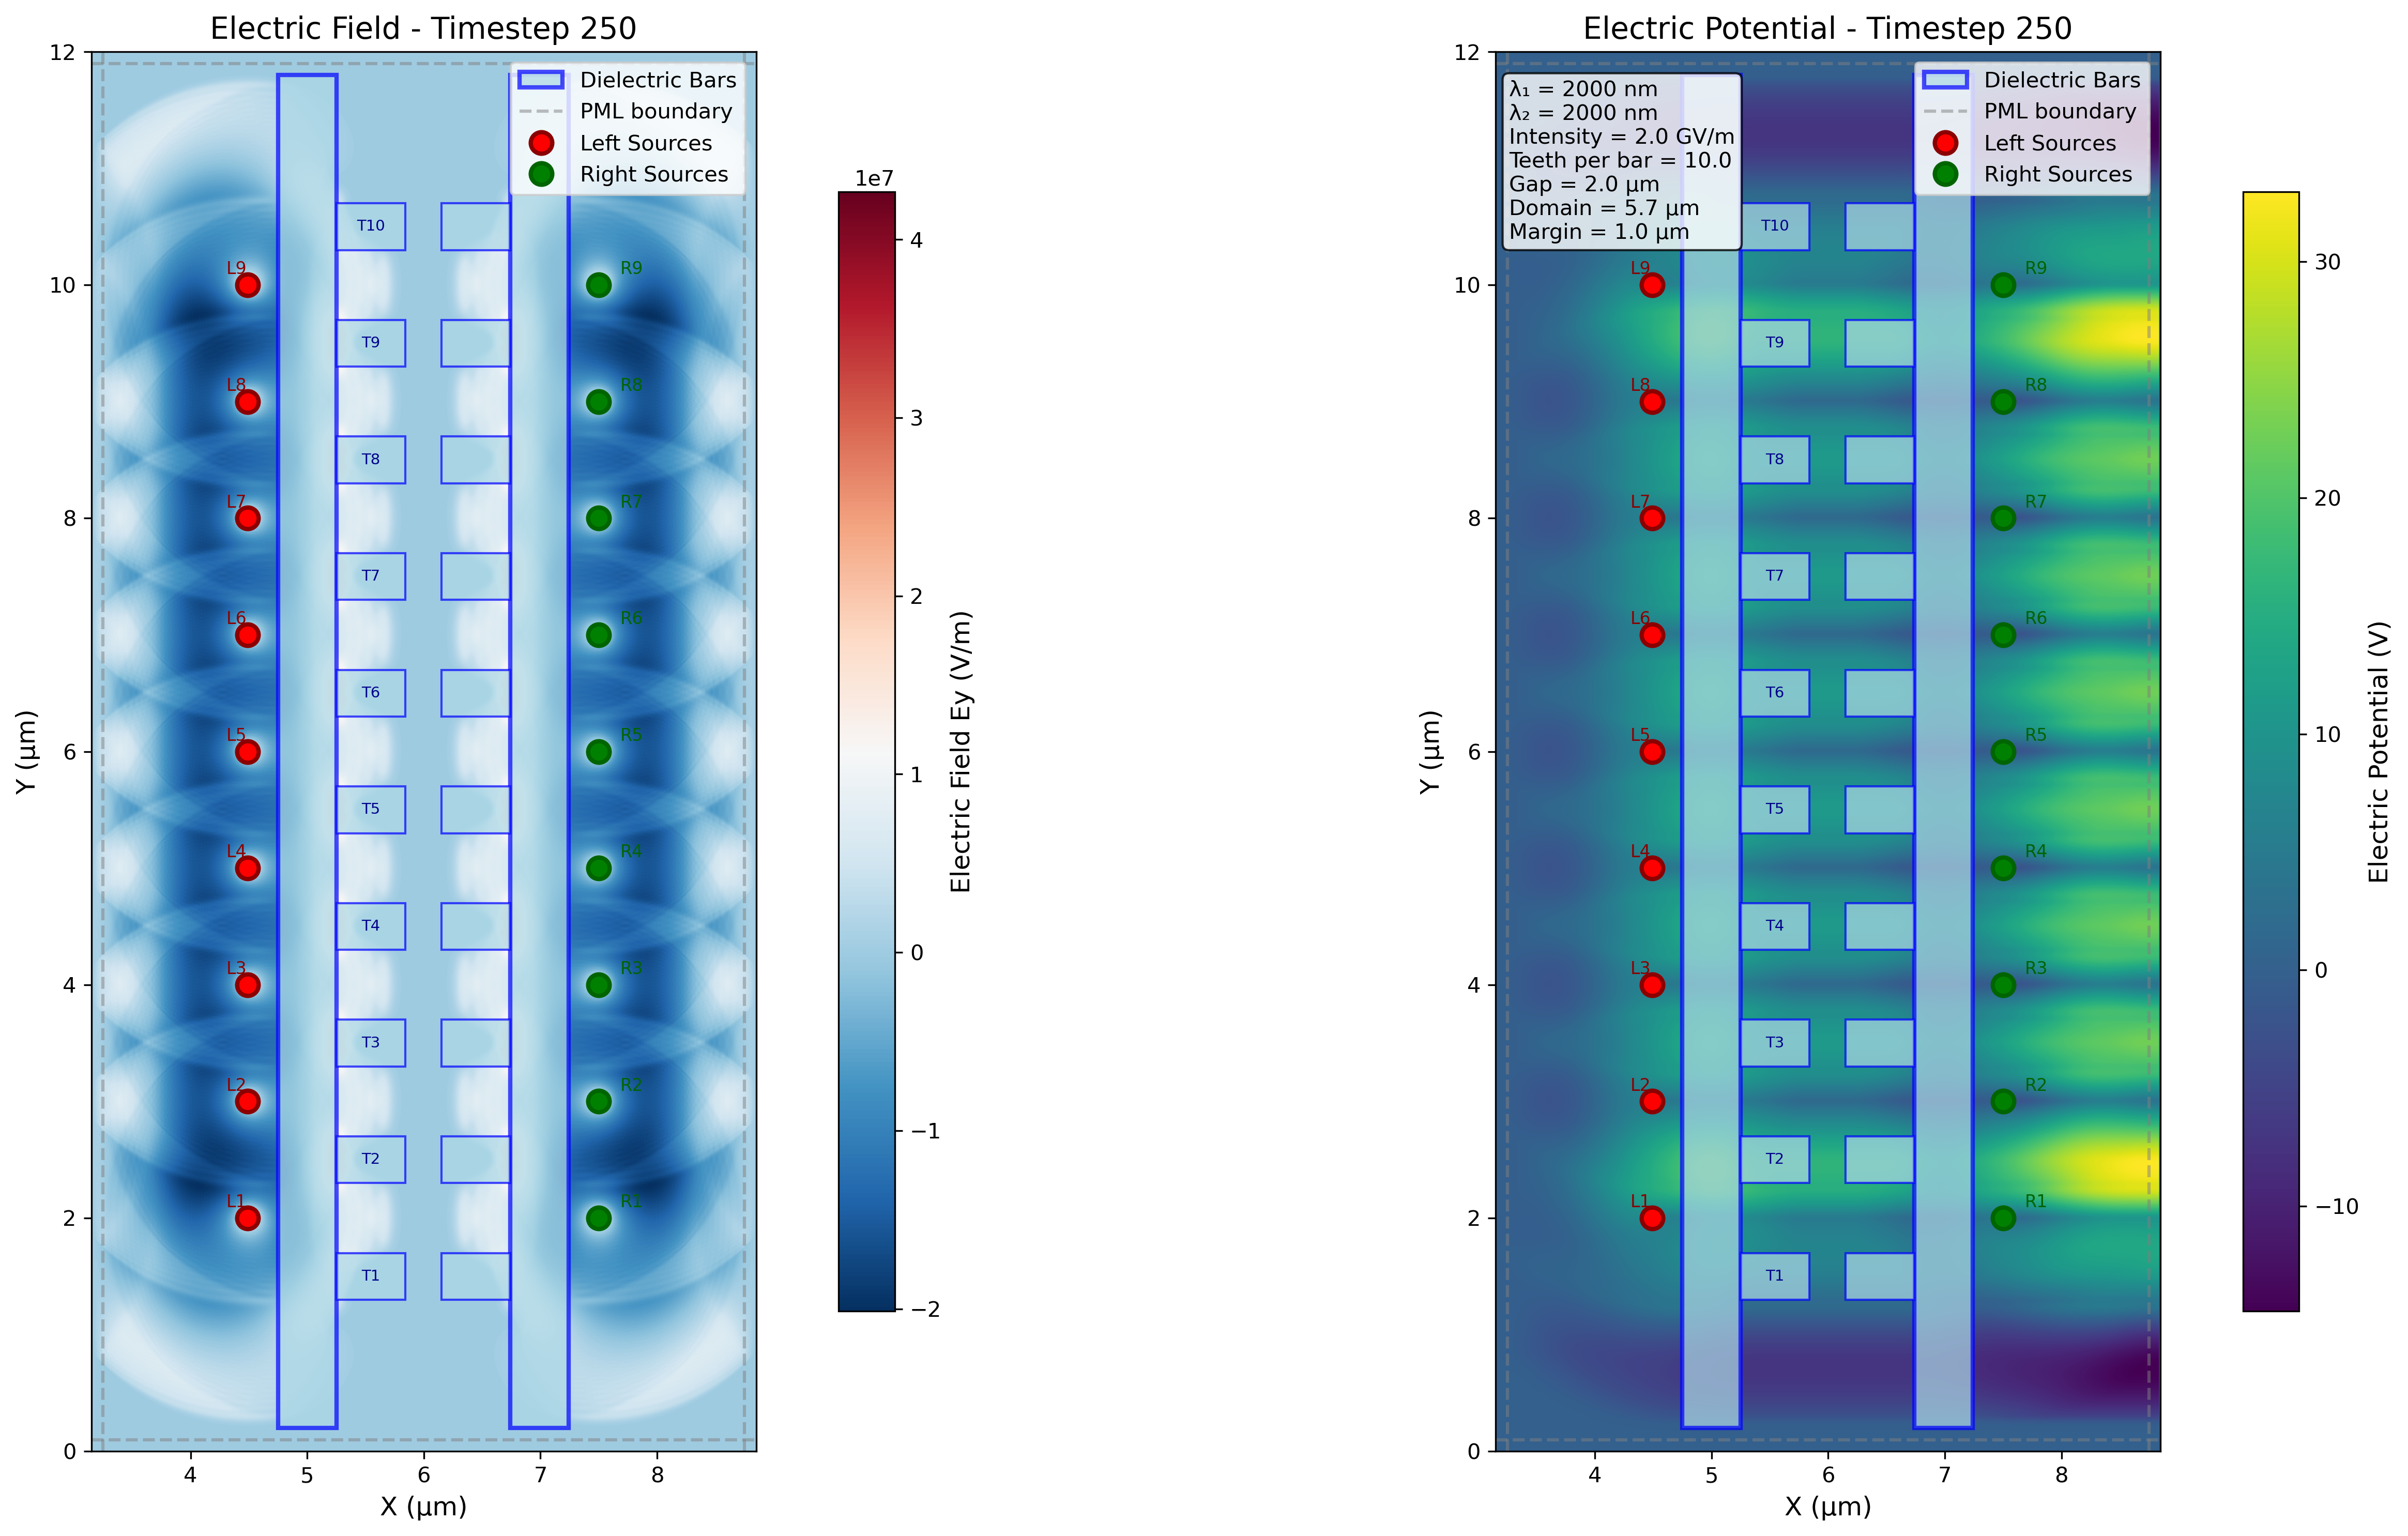 Electric Field - Timestep 250
12
10
8
6
4
2
0
Y (μm)
4
5
6
7
8
X (μm)
Dielectric Bars
PML boundary
Left Sources
Right Sources
T10
L9
R9
T9
L8
R8
T8
L7
R7
T7
L6
R6
T6
L5
R5
T5
L4
R4
T4
L3
R3
T3
L2
R2
T2
L1
R1
T1
1e7
4
3
2
1
0
−1
−2
Electric Field Ey (V/m)
Electric Potential - Timestep 250
12
10
8
6
4
2
0
Y (μm)
4
5
6
7
8
X (μm)
λ₁ = 2000 nm
λ₂ = 2000 nm
Intensity = 2.0 GV/m
Teeth per bar = 10.0
Gap = 2.0 μm
Domain = 5.7 μm
Margin = 1.0 μm
Dielectric Bars
PML boundary
Left Sources
Right Sources
T10
L9
R9
T9
L8
R8
T8
L7
R7
T7
L6
R6
T6
L5
R5
T5
L4
R4
T4
L3
R3
T3
L2
R2
T2
L1
R1
T1
30
20
10
0
−10
Electric Potential (V)